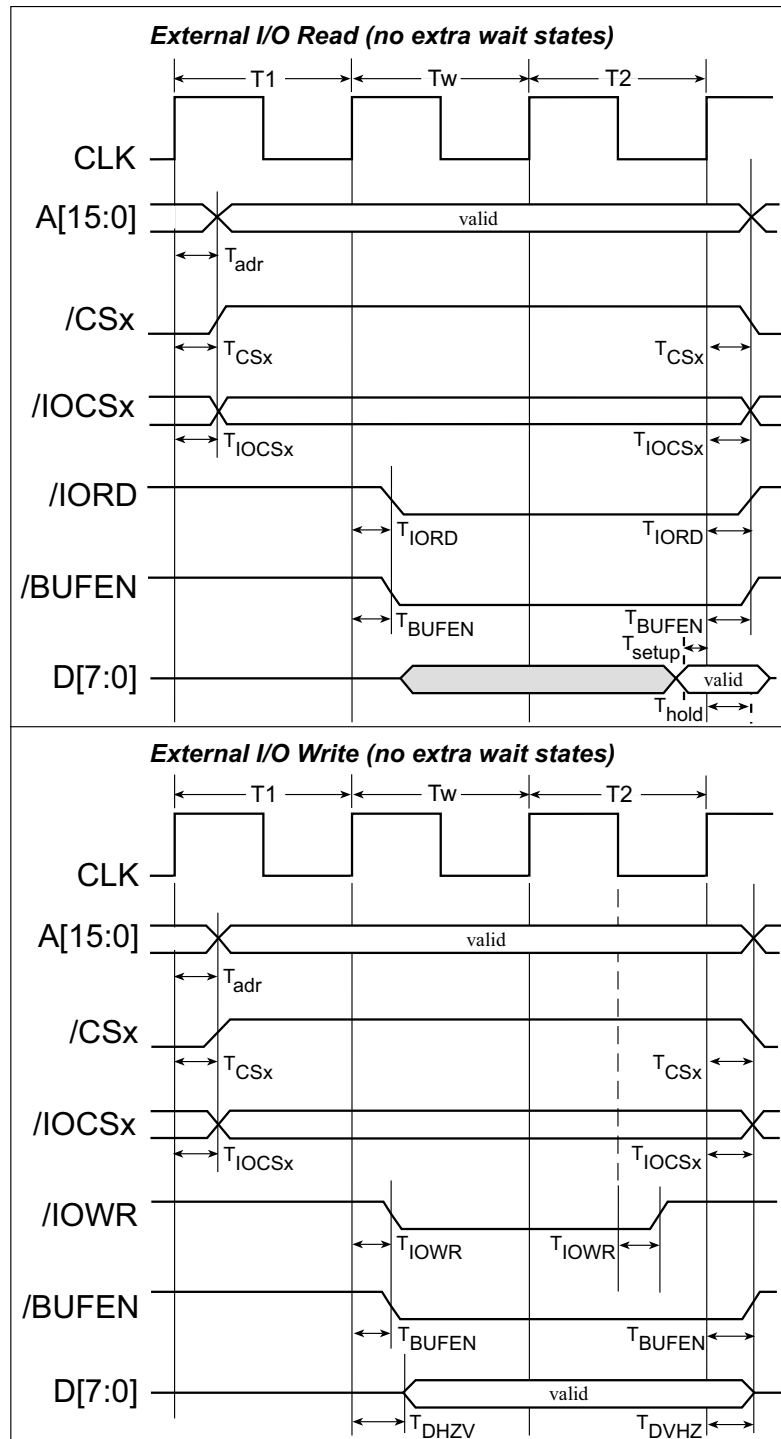 External I/O Read (no extra wait states)
T1 Tw T2
CLK
A[15:0] valid
Tadr
/CSx
TCSx TCSx
/IOCSx
TIOCSx TIOCSx
/IORD
TIORD TIORD
/BUFEN
TBUFEN TBUFEN
Tsetup
D[7:0] valid
Thold
External I/O Write (no extra wait states)
T1 Tw T2
CLK
A[15:0] valid
Tadr
/CSx
TCSx TCSx
/IOCSx
TIOCSx TIOCSx
/IOWR
TIOWR TIOWR
/BUFEN
TBUFEN TBUFEN
D[7:0] valid
TDHZV TDVHZ